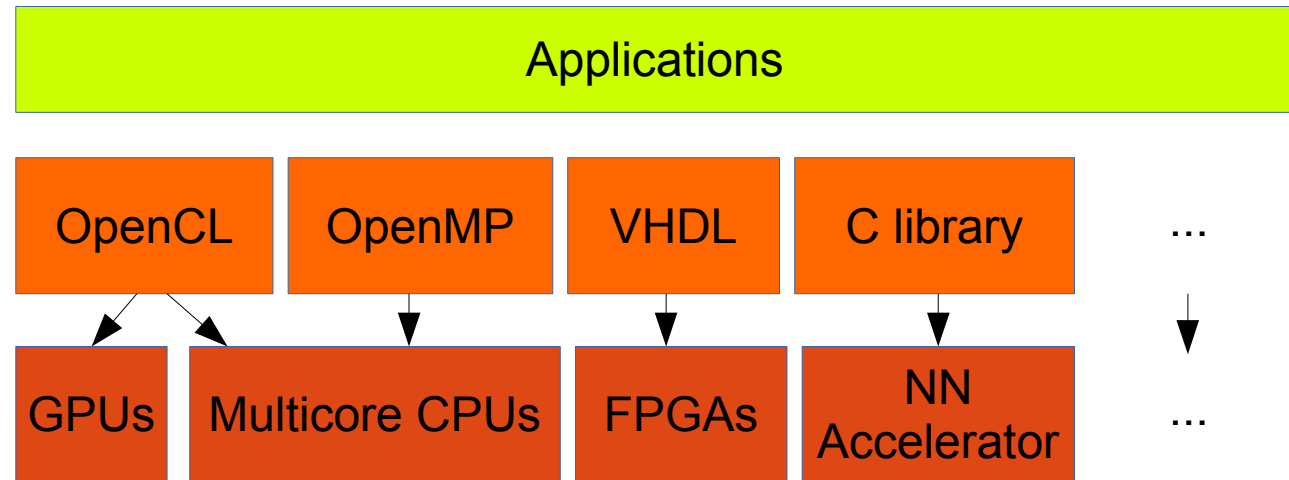 Applications
OpenCL
OpenMP
VHDL
C library
...
GPUs
Multicore CPUs
FPGAs
NN
Accelerator
...